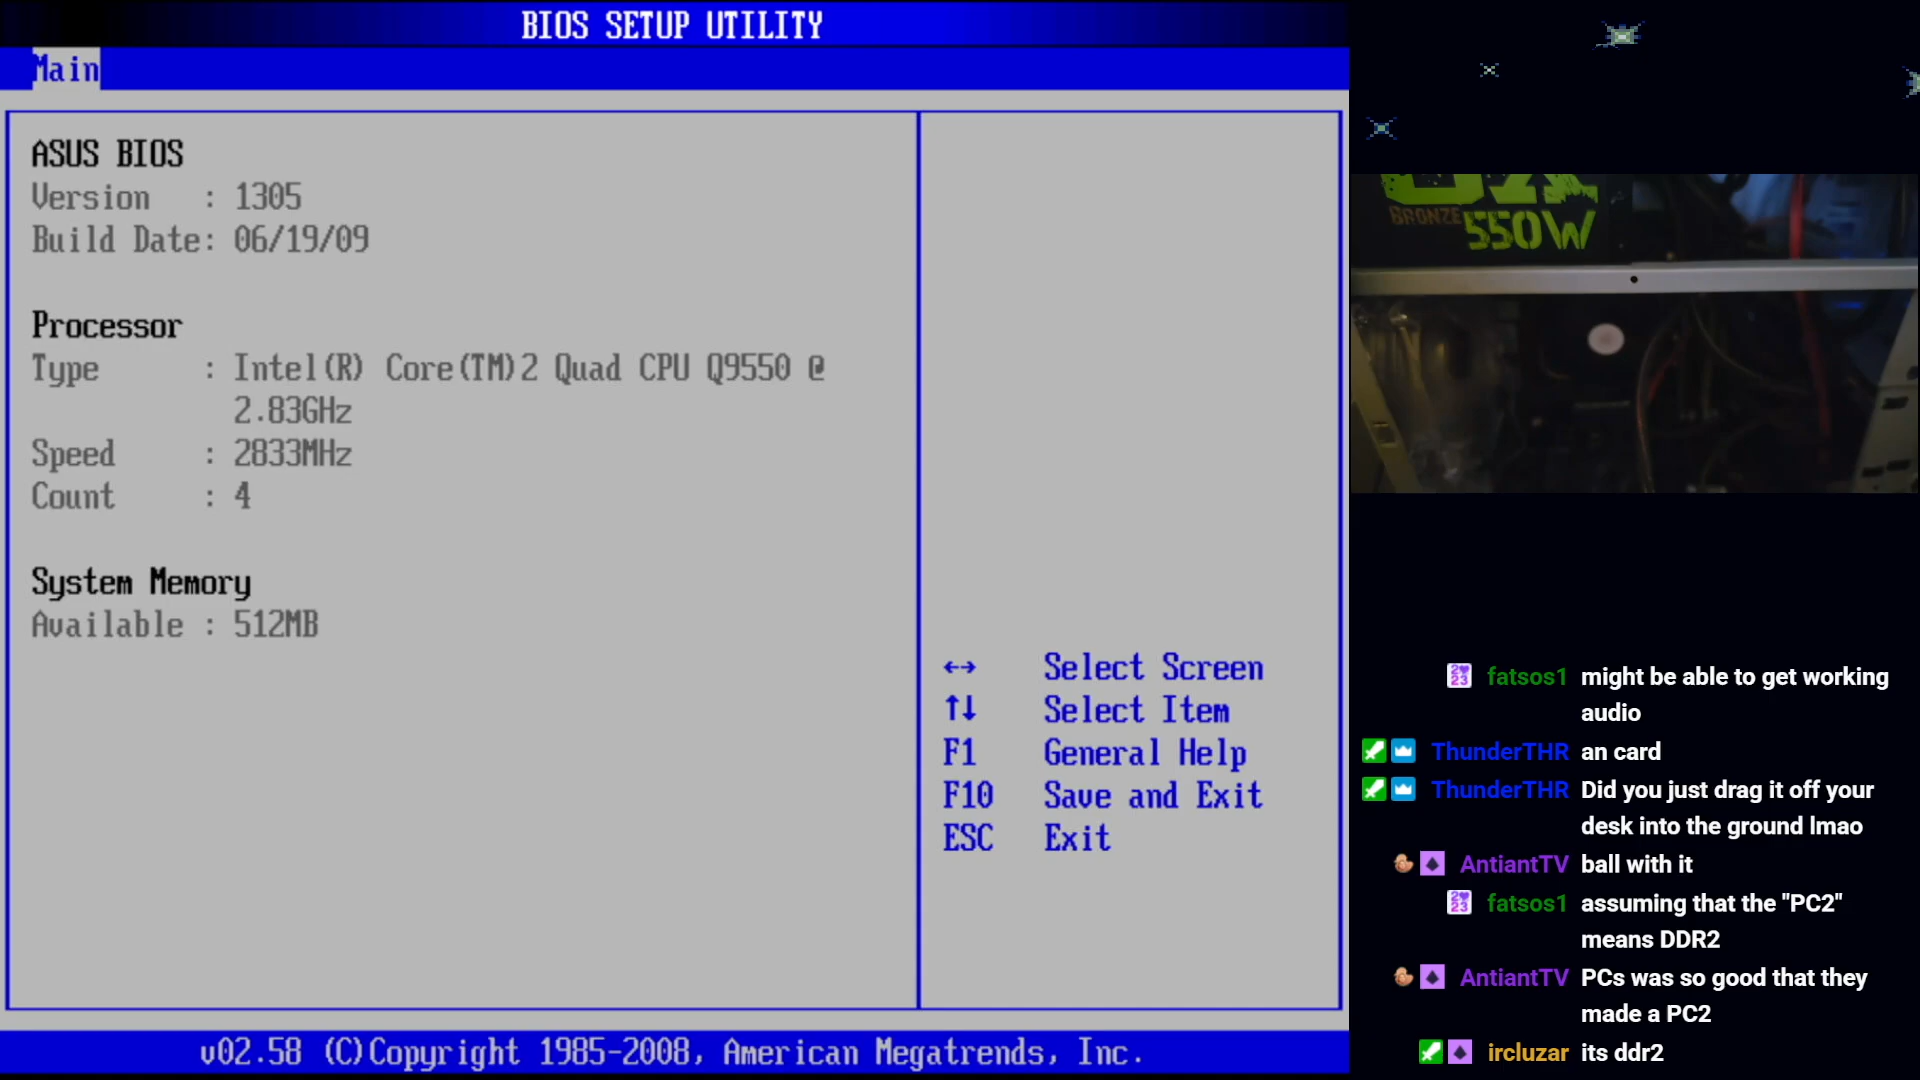 BIOS SETUP UTILITY
Main
ASUS BIOS
Version : 1305
Build Date: 06/19/09
Processor
Type : Intel(R) Core(TM)2 Quad CPU Q9550 @
2.83GHz
Speed : 2833MHz
Count : 4
System Memory
Available : 512MB
←→ Select Screen
↑↓ Select Item
F1 General Help
F10 Save and Exit
ESC Exit
v02.58 (C)Copyright 1985-2008, American Megatrends, Inc.
BRONZE 550W
fatsos1 might be able to get working
audio
ThunderTHR an card
ThunderTHR Did you just drag it off your
desk into the ground lmao
AntiantTV ball with it
fatsos1 assuming that the "PC2"
means DDR2
AntiantTV PCs was so good that they
made a PC2
ircluzar its ddr2